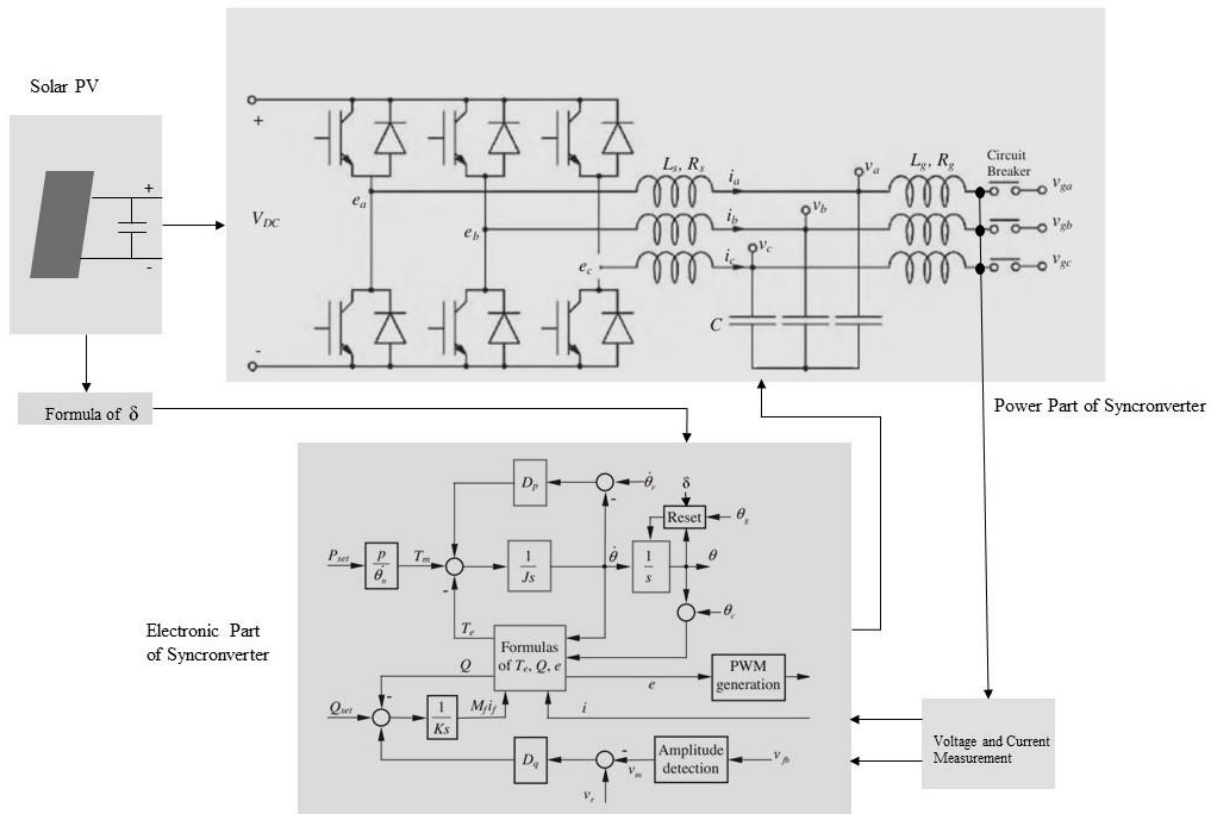 Solar PV
+
-
V_DC
+
-
e_a
e_b
e_c
L_s, R_s
i_a
i_b
i_c
v_a
v_b
v_c
C
L_g, R_g
Circuit
Breaker
v_ga
v_gb
v_gc
Power Part of Syncronverter
Formula of δ
D_p
-
θ̇_r
δ
Reset
θ_g
P_set
p
θ̇_n
T_m
-
1
Js
θ̇
1
s
θ
θ_c
Electronic Part
of Syncronverter
T_e
Formulas
of T_e, Q, e
Q
e
PWM
generation
Q_set
-
1
Ks
M_f i_f
i
D_q
-
v_m
v_r
Amplitude
detection
v_fb
Voltage and Current
Measurement